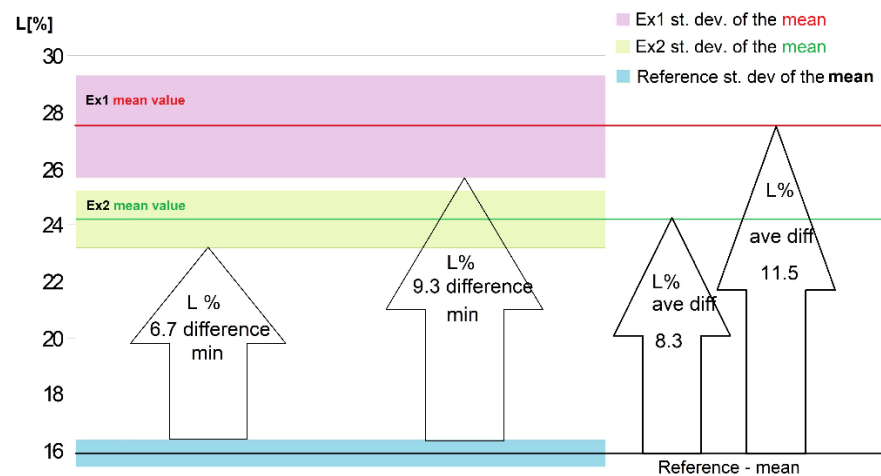 L[%]
Ex1 st. dev. of the mean
Ex2 st. dev. of the mean
Reference st. dev of the mean
30
28
26
24
22
20
18
16
Ex1 mean value
Ex2 mean value
L %
6.7 difference
min
L%
9.3 difference
min
L%
ave diff
8.3
L%
ave diff
11.5
Reference - mean